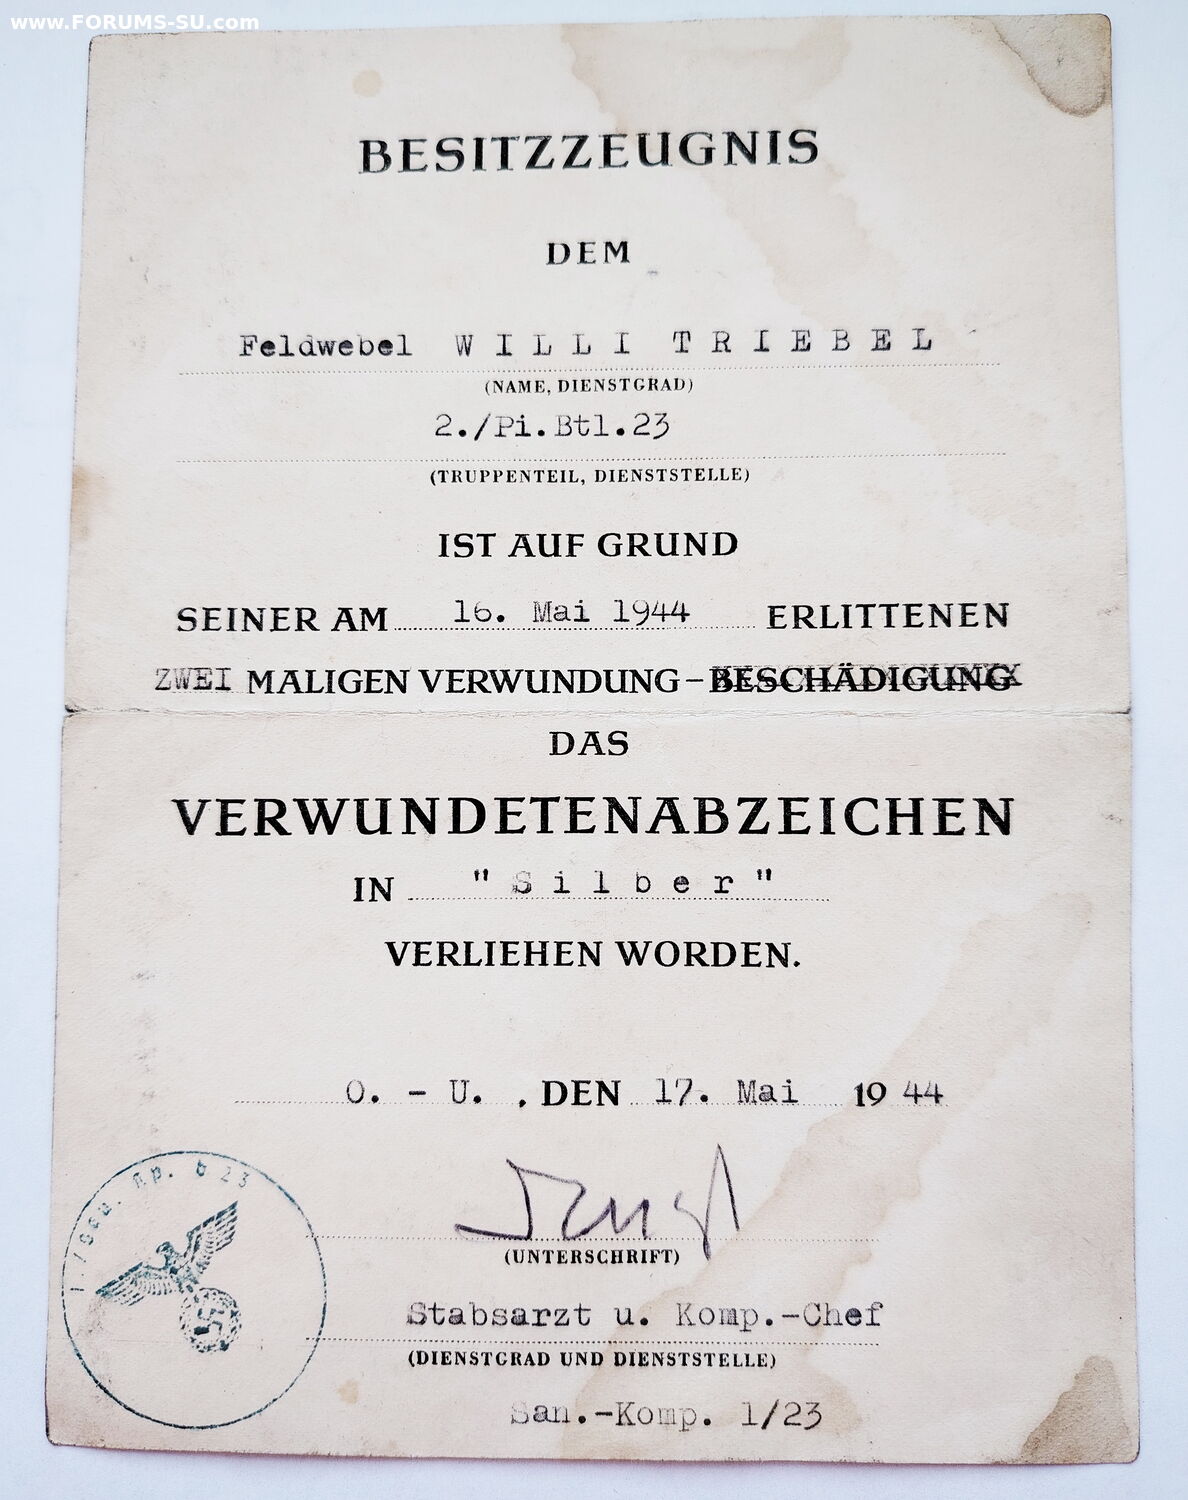 www.FORUMS-SU.com
BESITZZEUGNIS
DEM
Feldwebel WILLI TRIEBEL
(NAME, DIENSTGRAD)
2./Pi.Btl.23
(TRUPPENTEIL, DIENSTSTELLE)
IST AUF GRUND
SEINER AM 16. Mai 1944 ERLITTENEN
ZWEI MALIGEN VERWUNDUNG – BESCHÄDIGUNG
DAS
VERWUNDETENABZEICHEN
IN "Silber"
VERLIEHEN WORDEN.
O. - U. , DEN 17. Mai 1944
(UNTERSCHRIFT)
Stabsarzt u. Komp.-Chef
(DIENSTGRAD UND DIENSTSTELLE)
San.-Komp. 1/23